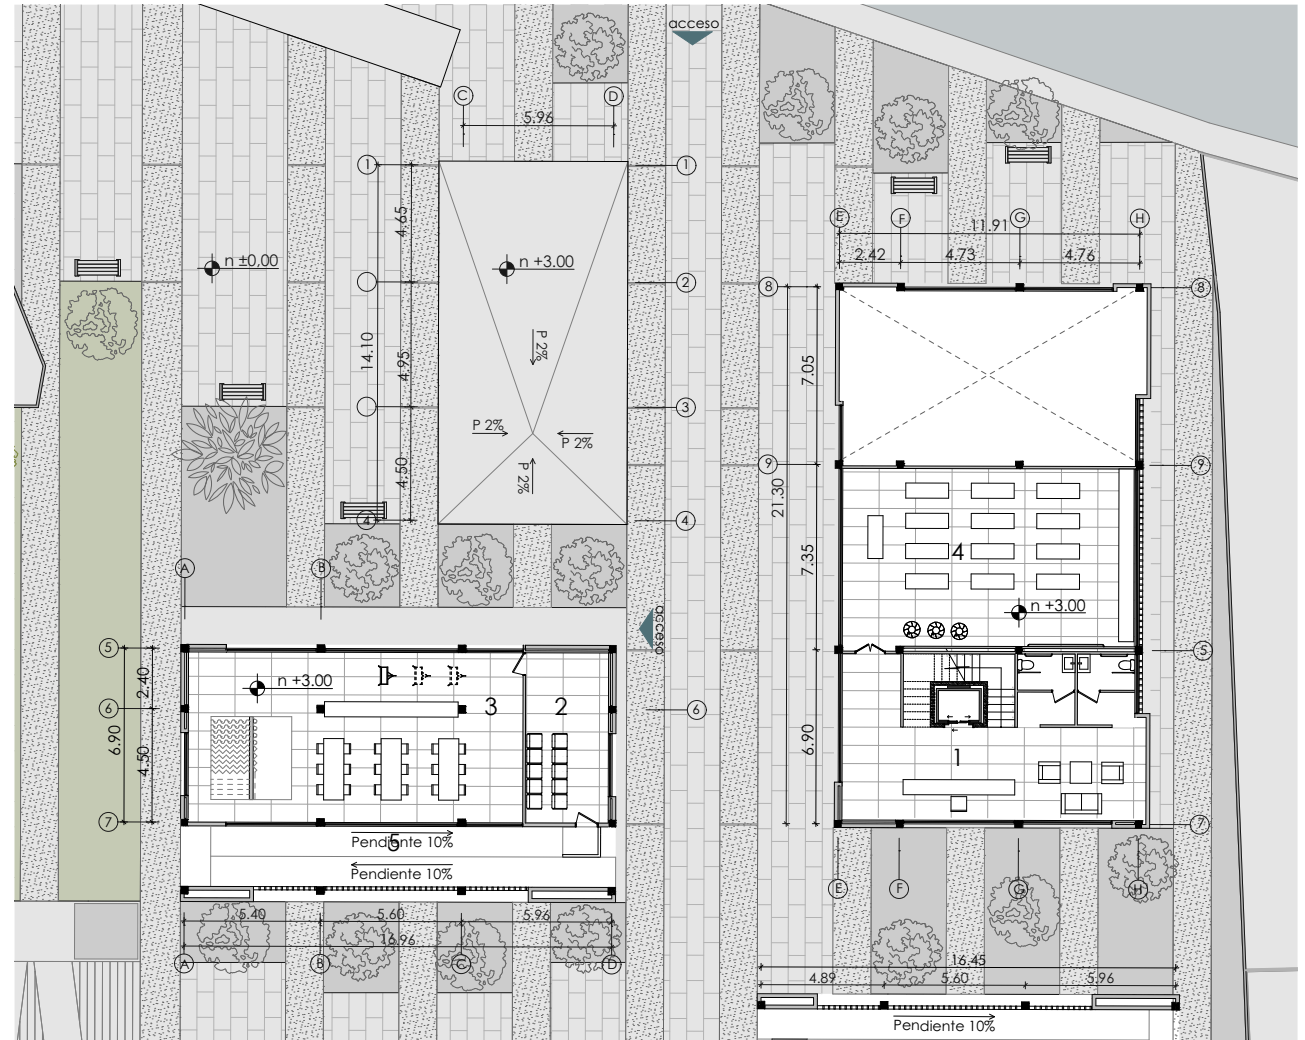 acceso
C
D
5.96
1
1
4.65
E
F
G
H
11.91
2.42
4.73
4.76
n ±0,00
n +3.00
2
8
8
P 2%
14.10
4.95
7.05
3
P 2%
P 2%
9
9
4.50
P 2%
21.30
4
4
4
7.35
A
B
acceso
n +3.00
5
5
2.40
n +3.00
3
2
6
6
6.90
4.50
6.90
1
7
7
Pendiente 10%
5
Pendiente 10%
E
F
G
H
5.40
5.60
5.96
16.96
A
B
C
D
16.45
4.89
5.60
5.96
Pendiente 10%